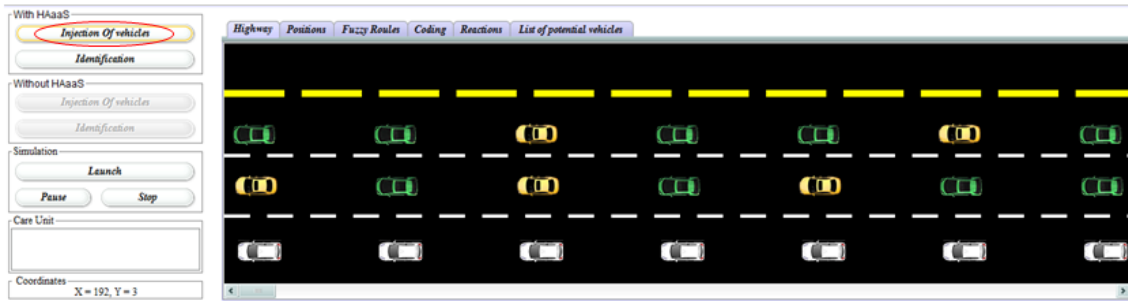 With HAaaS
Injection Of vehicles
Identification
Without HAaaS
Injection Of vehicles
Identification
Simulation
Launch
Pause Stop
Care Unit
Coordinates
X = 192, Y = 3
Highway Positions Fuzzy Roules Coding Reactions List of potential vehicles